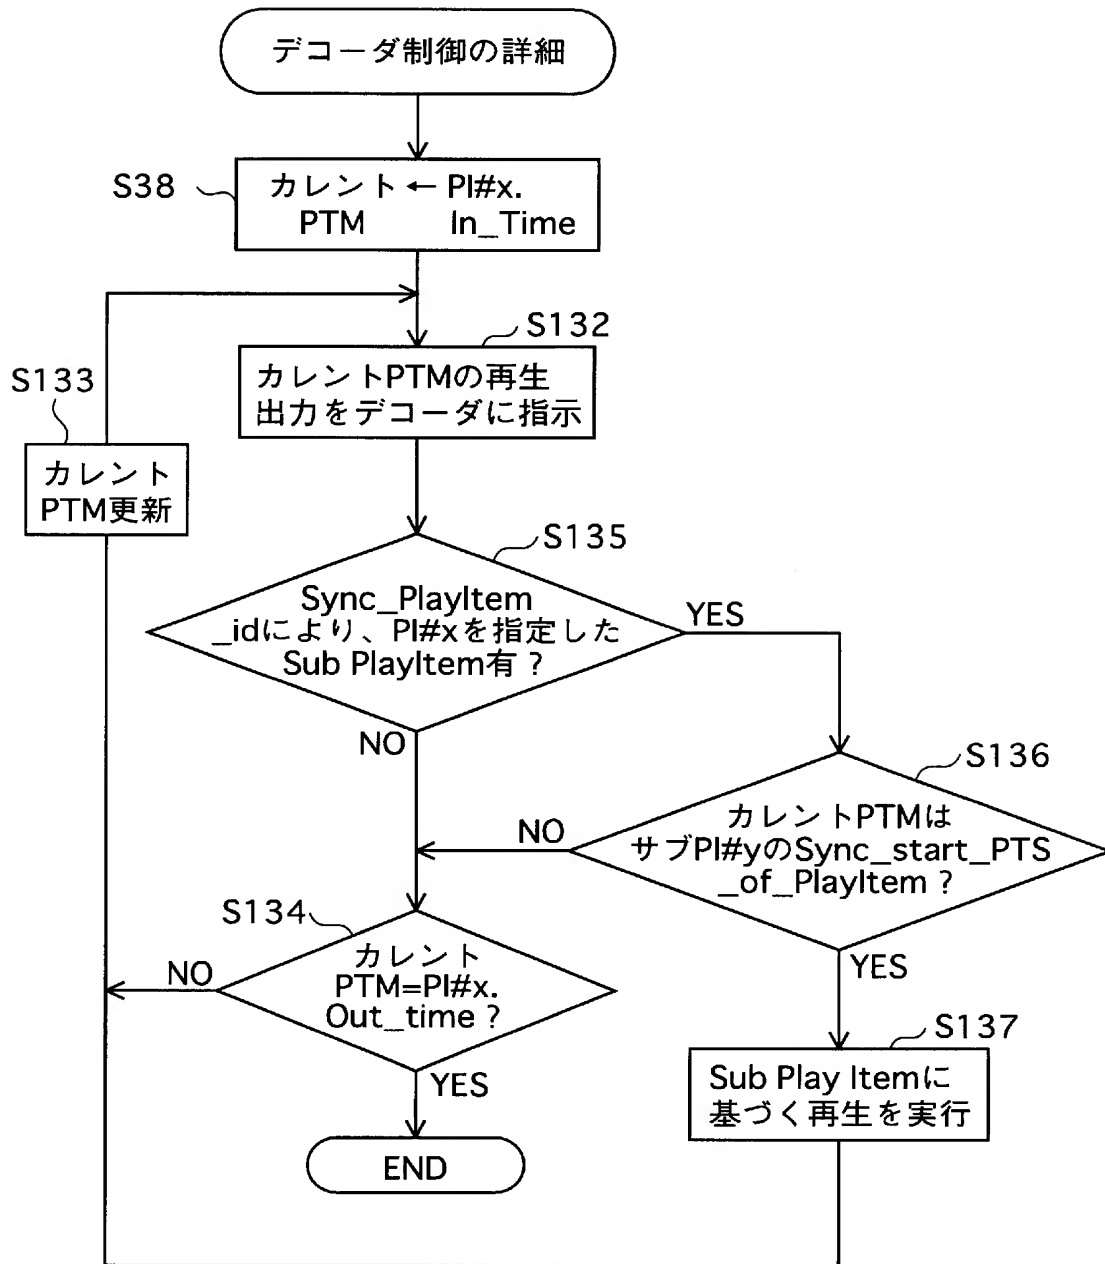 デコーダ制御の詳細
S38
カレント ← PI#x.
PTM In_Time
S132
カレントPTMの再生
出力をデコーダに指示
S133
カレント
PTM更新
S135
Sync_PlayItem
_idにより、PI#xを指定した
Sub PlayItem有？
YES
NO
S136
カレントPTMは
サブPI#yのSync_start_PTS
_of_PlayItem？
NO
YES
S134
カレント
PTM=PI#x.
Out_time？
NO
YES
S137
Sub Play Itemに
基づく再生を実行
END